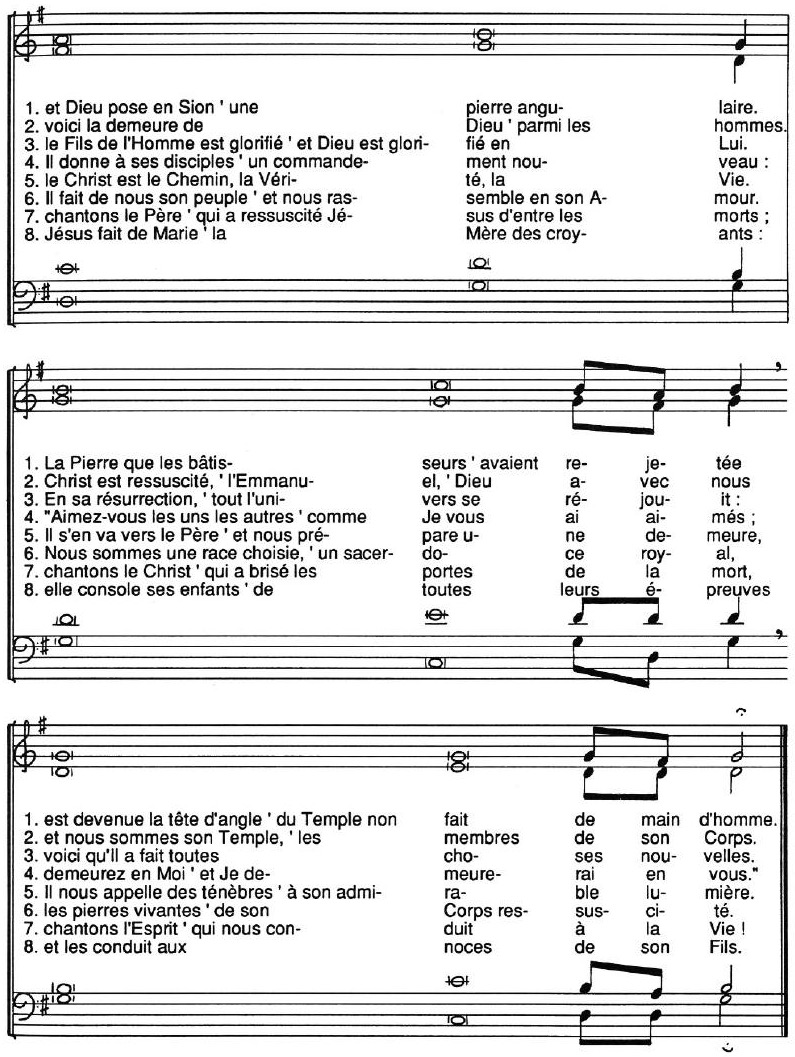 1. et Dieu pose en Sion ' une pierre angu- laire.
2. voici la demeure de Dieu ' parmi les hommes.
3. le Fils de l'Homme est glorifié ' et Dieu est glori- fié en Lui.
4. Il donne à ses disciples ' un commande- ment nou- veau :
5. le Christ est le Chemin, la Véri- té, la Vie.
6. Il fait de nous son peuple ' et nous ras- semble en son A- mour.
7. chantons le Père ' qui a ressuscité Jé- sus d'entre les morts ;
8. Jésus fait de Marie ' la Mère des croy- ants :
1. La Pierre que les bâtis- seurs ' avaient re- je- tée
2. Christ est ressuscité, ' l'Emmanu- el, ' Dieu a- vec nous
3. En sa résurrection, ' tout l'uni- vers se ré- jou- it :
4. "Aimez-vous les uns les autres ' comme Je vous ai ai- més ;
5. Il s'en va vers le Père ' et nous pré- pare u- ne de- meure,
6. Nous sommes une race choisie, ' un sacer- do- ce roy- al,
7. chantons le Christ ' qui a brisé les portes de la mort,
8. elle console ses enfants ' de toutes leurs é- preuves
1. est devenue la tête d'angle ' du Temple non fait de main d'homme.
2. et nous sommes son Temple, ' les membres de son Corps.
3. voici qu'Il a fait toutes cho- ses nou- velles.
4. demeurez en Moi ' et Je de- meure- rai en vous."
5. Il nous appelle des ténèbres ' à son admi- ra- ble lu- mière.
6. les pierres vivantes ' de son Corps res- sus- ci- té.
7. chantons l'Esprit ' qui nous con- duit à la Vie !
8. et les conduit aux noces de son Fils.